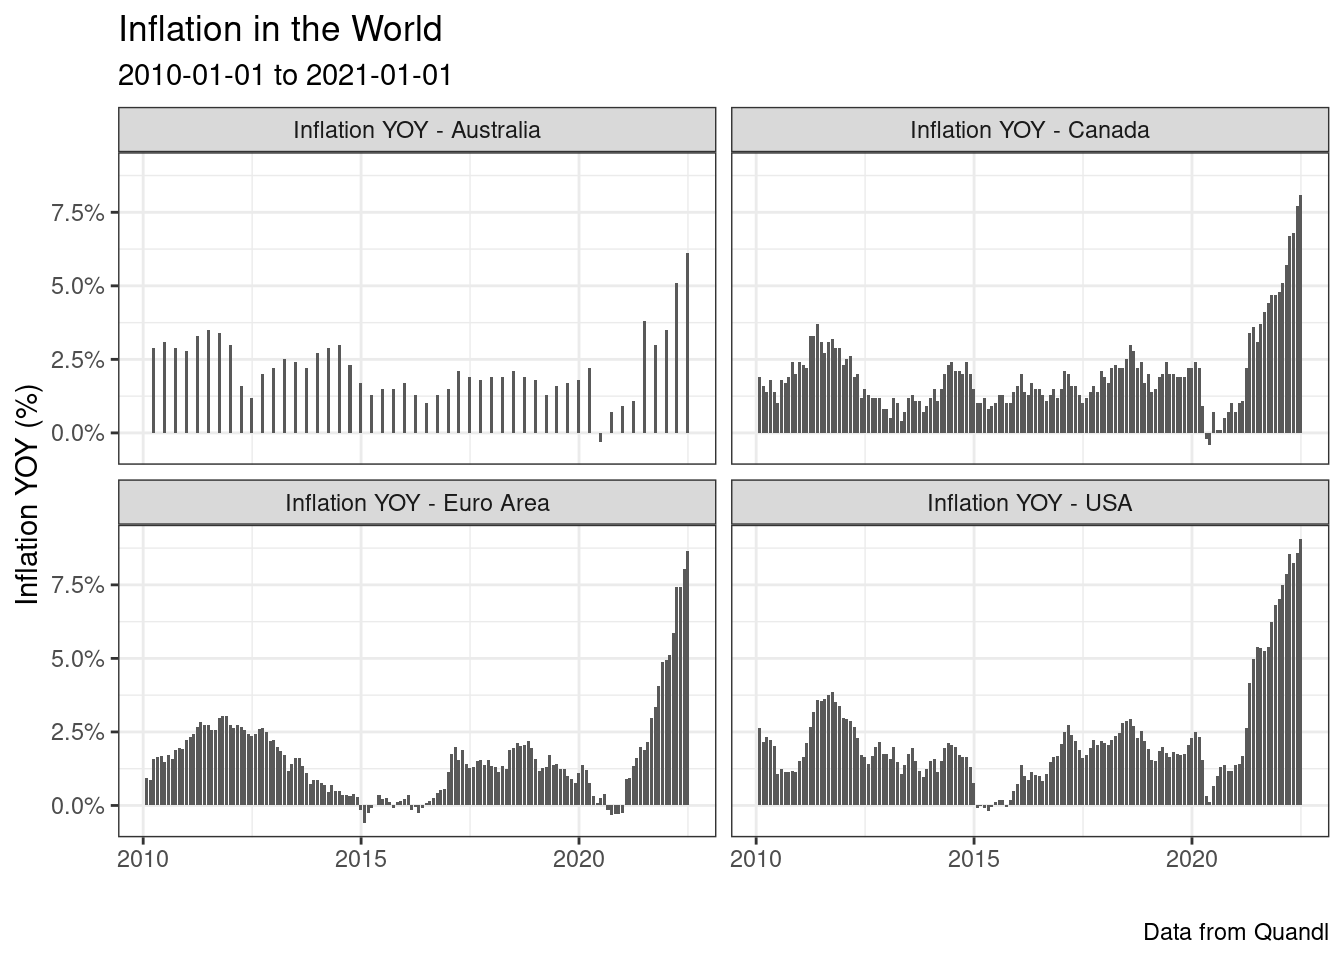 Inflation in the World
2010-01-01 to 2021-01-01
Inflation YOY - Australia
Inflation YOY - Canada
7.5%
5.0%
2.5%
0.0%
Inflation YOY - Euro Area
Inflation YOY - USA
7.5%
5.0%
2.5%
0.0%
Inflation YOY (%)
2010 2015 2020 2010 2015 2020
Data from Quandl